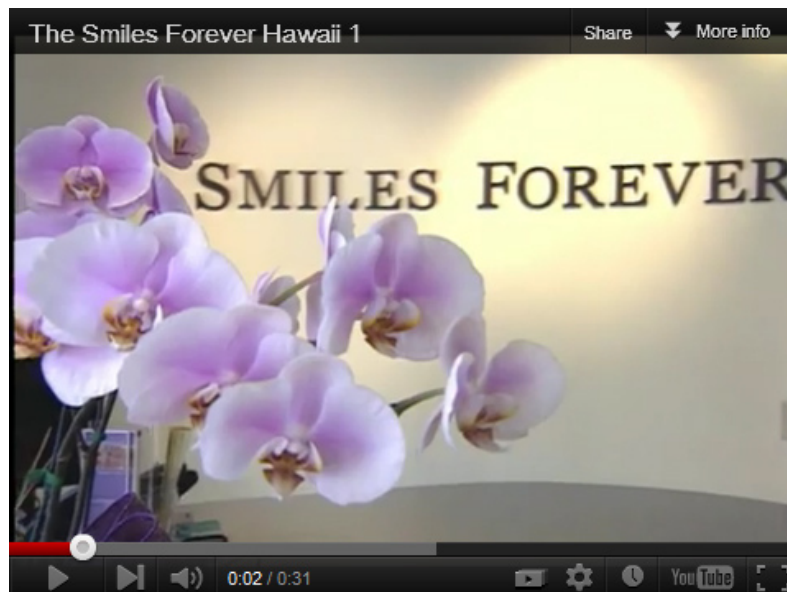 The Smiles Forever Hawaii 1
Share
More info
SMILES FOREVER
0:02 / 0:31
YouTube